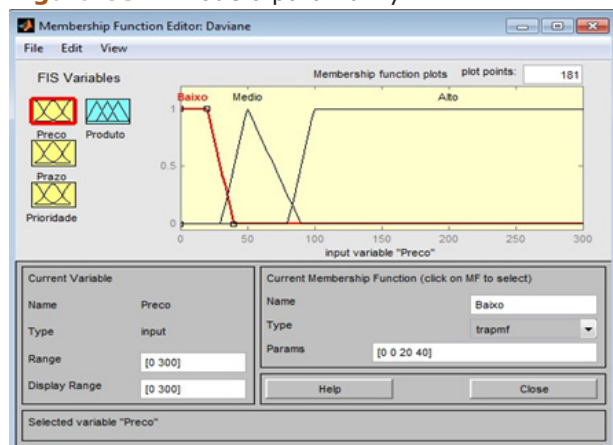 Membership Function Editor: Daviane
File Edit View
FIS Variables
Preco Produto
Prazo
Prioridade
Membership function plots plot points: 181
Baixo Medio Alto
1
0.5
0
0 50 100 150 200 250 300
input variable "Preco"
Current Variable
Name Preco
Type input
Range [0 300]
Display Range [0 300]
Current Membership Function (click on MF to select)
Name Baixo
Type trapmf
Params [0 0 20 40]
Help Close
Selected variable "Preco"